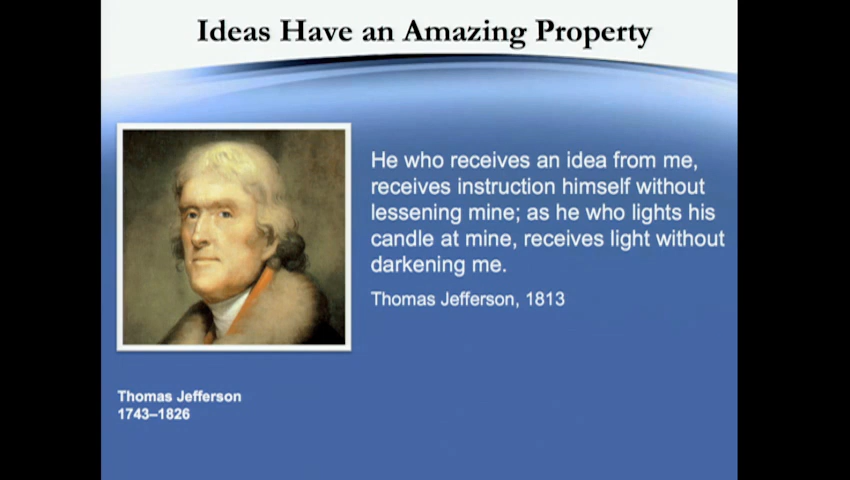 Ideas Have an Amazing Property
He who receives an idea from me,
receives instruction himself without
lessening mine; as he who lights his
candle at mine, receives light without
darkening me.
Thomas Jefferson, 1813
Thomas Jefferson
1743–1826